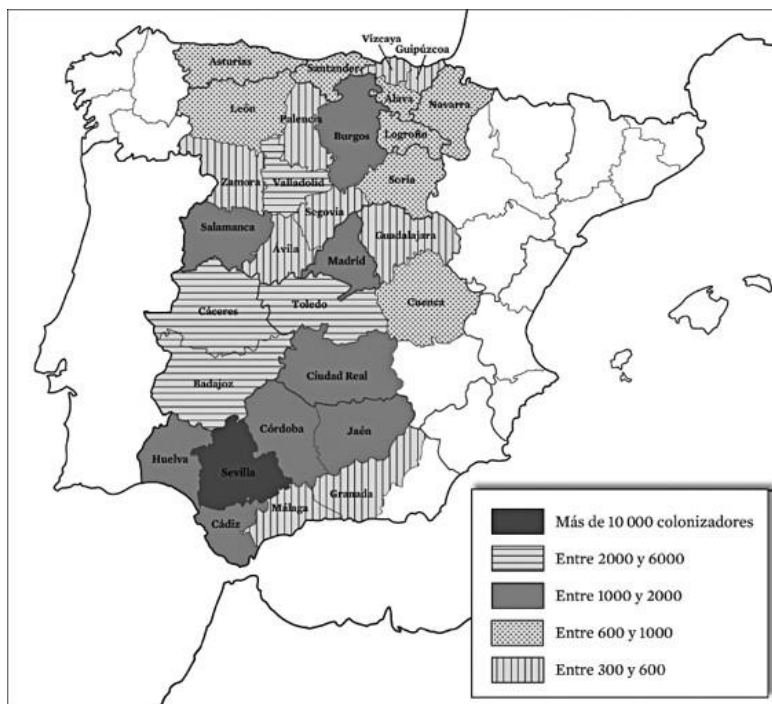 Vizcaya
Guipúzcoa
Asturias
Santander
Álava
Navarra
León
Palencia
Burgos
Logroño
Zamora
Valladolid
Soria
Segovia
Salamanca
Ávila
Guadalajara
Madrid
Cáceres
Toledo
Cuenca
Badajoz
Ciudad Real
Córdoba
Jaén
Huelva
Sevilla
Granada
Málaga
Cádiz
Más de 10 000 colonizadores
Entre 2000 y 6000
Entre 1000 y 2000
Entre 600 y 1000
Entre 300 y 600